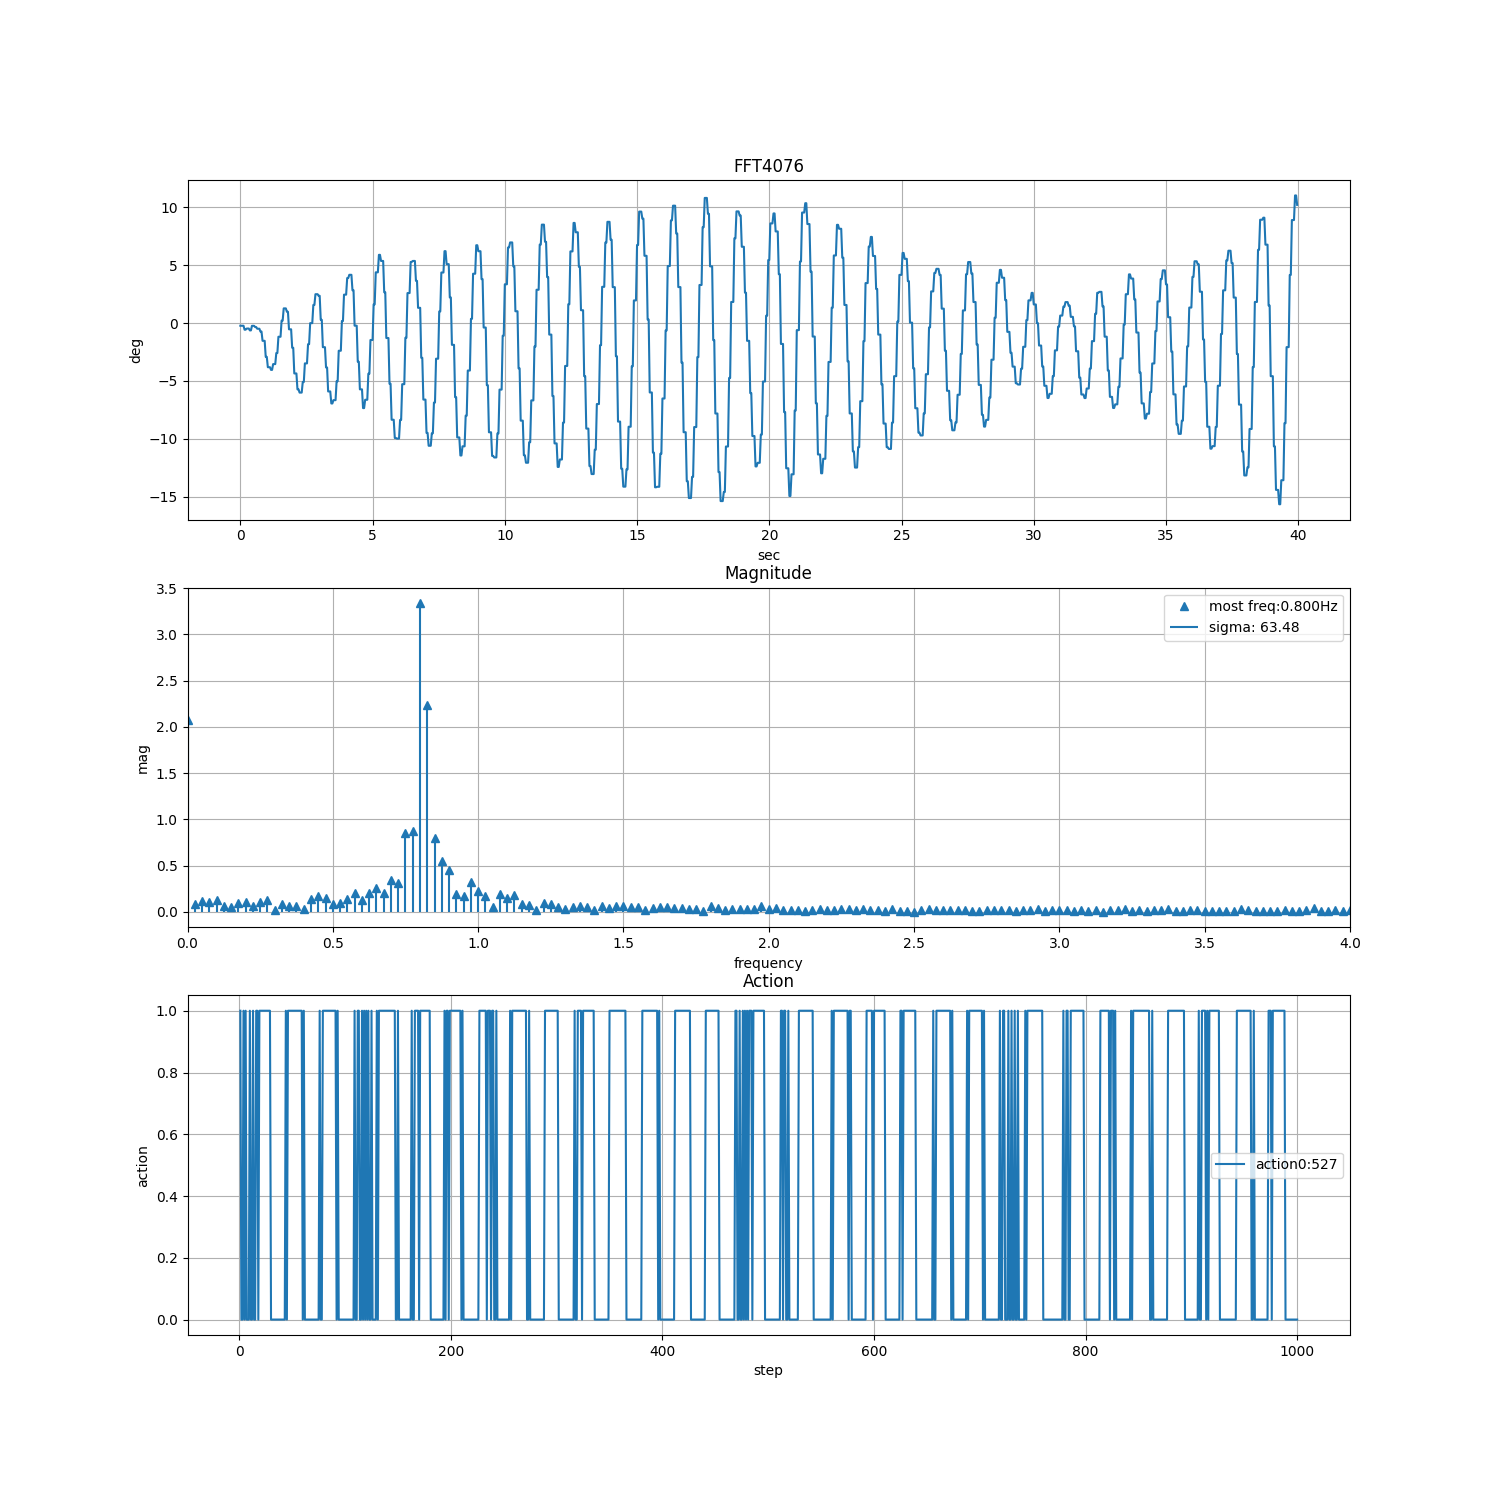 FFT4076
10
5
0
−5
−10
−15
deg
0 5 10 15 20 25 30 35 40
sec
Magnitude
3.5
3.0
2.5
2.0
1.5
1.0
0.5
0.0
mag
most freq:0.800Hz
sigma: 63.48
0.0 0.5 1.0 1.5 2.0 2.5 3.0 3.5 4.0
frequency
Action
1.0
0.8
0.6
0.4
0.2
0.0
action
action0:527
0 200 400 600 800 1000
step